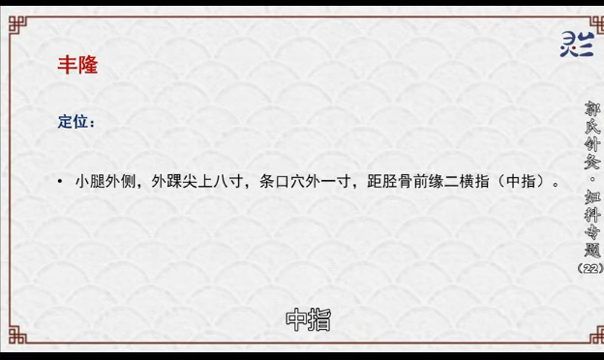 丰隆
定位：
• 小腿外侧，外踝尖上八寸，条口穴外一寸，距胫骨前缘二横指（中指）。
郭氏针灸·妇科专题
(22)
中指